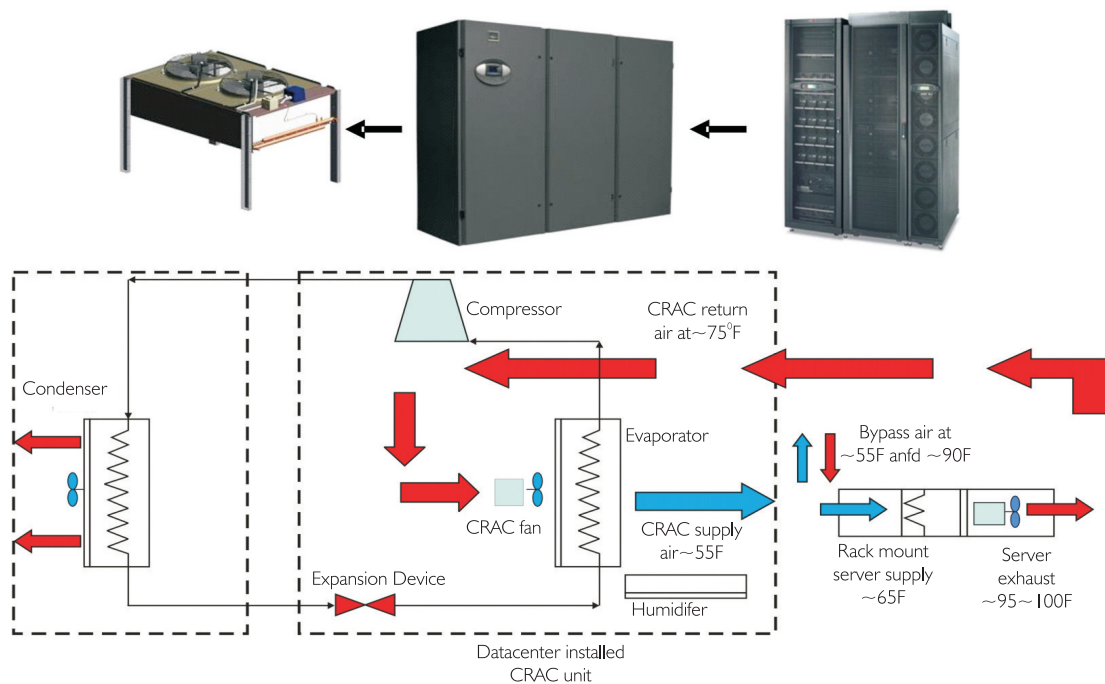 Compressor
CRAC return
air at~75⁰F
Condenser
Evaporator
Bypass air at
~55F anfd ~90F
CRAC fan
CRAC supply
air~55F
Rack mount
server supply
~65F
Server
exhaust
~95~100F
Expansion Device
Humidifer
Datacenter installed
CRAC unit